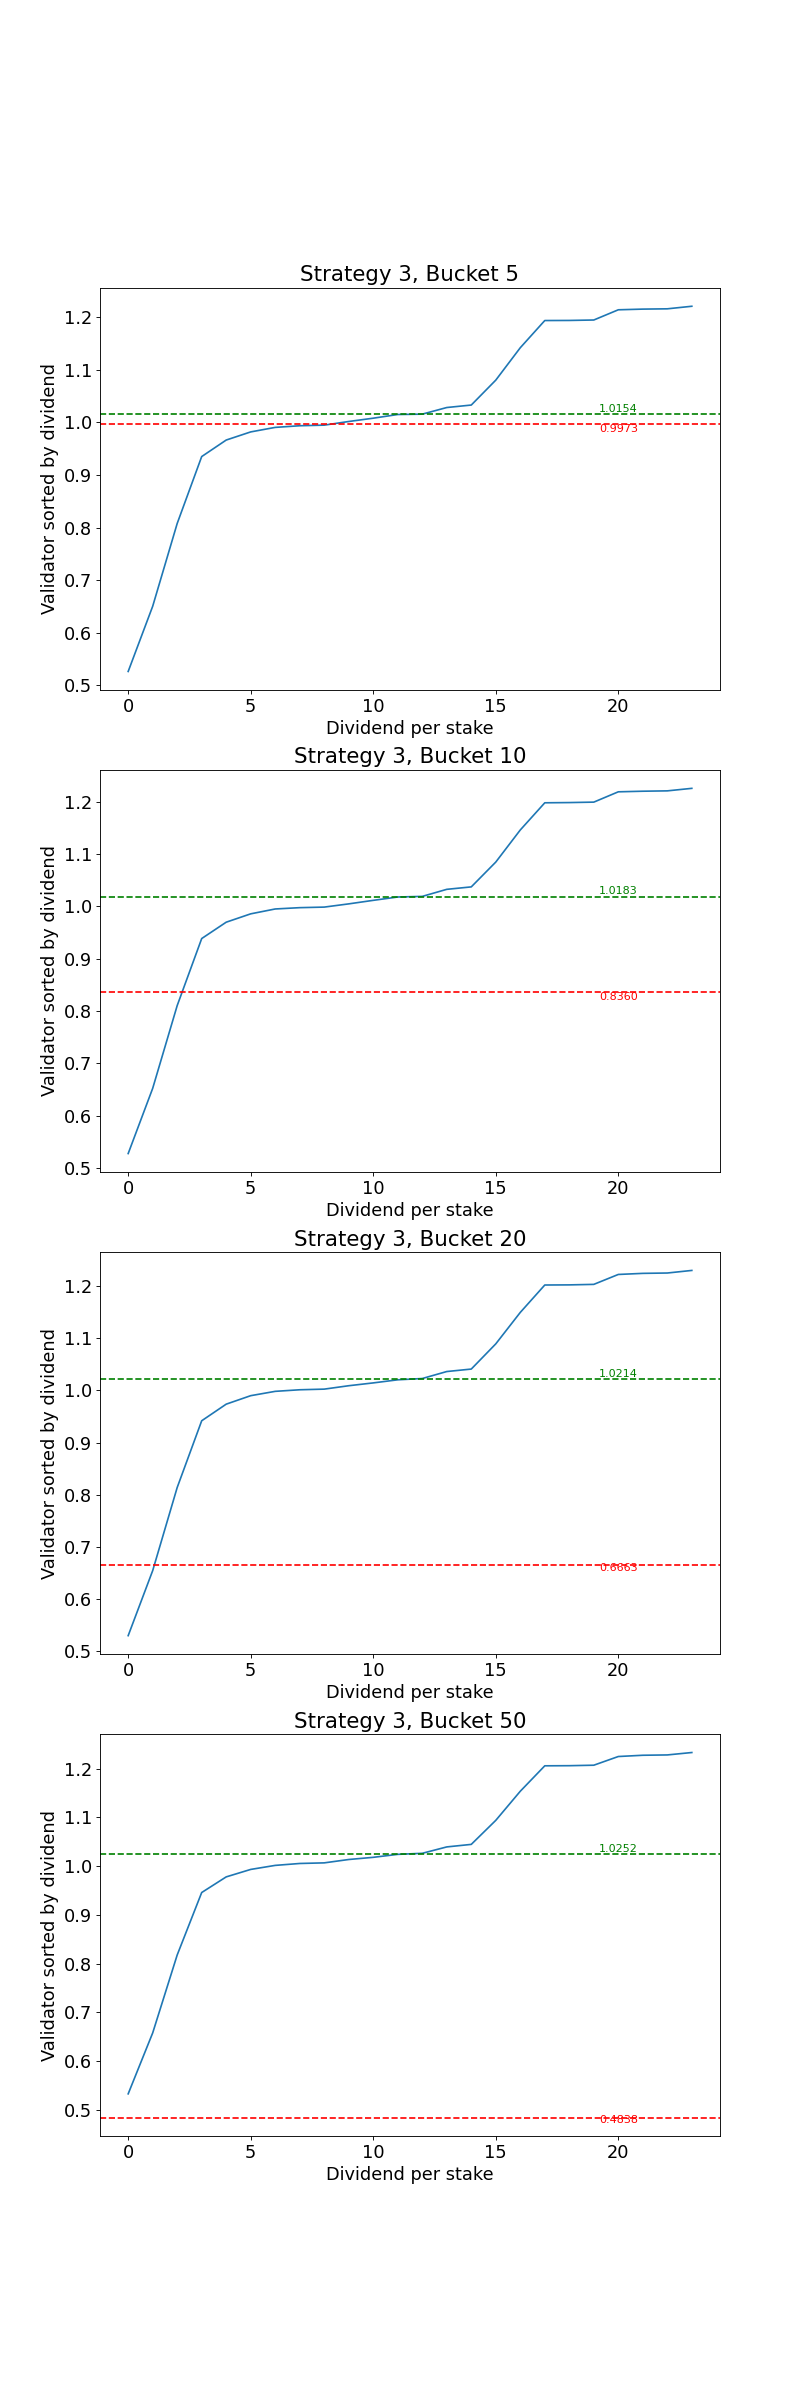 Strategy 3, Bucket 5
1.2
1.1
1.0
0.9
0.8
0.7
0.6
0.5
Validator sorted by dividend
1.0154
0.9973
0 5 10 15 20
Dividend per stake
Strategy 3, Bucket 10
1.2
1.1
1.0
0.9
0.8
0.7
0.6
0.5
Validator sorted by dividend
1.0183
0.8360
0 5 10 15 20
Dividend per stake
Strategy 3, Bucket 20
1.2
1.1
1.0
0.9
0.8
0.7
0.6
0.5
Validator sorted by dividend
1.0214
0.6663
0 5 10 15 20
Dividend per stake
Strategy 3, Bucket 50
1.2
1.1
1.0
0.9
0.8
0.7
0.6
0.5
Validator sorted by dividend
1.0252
0.4838
0 5 10 15 20
Dividend per stake